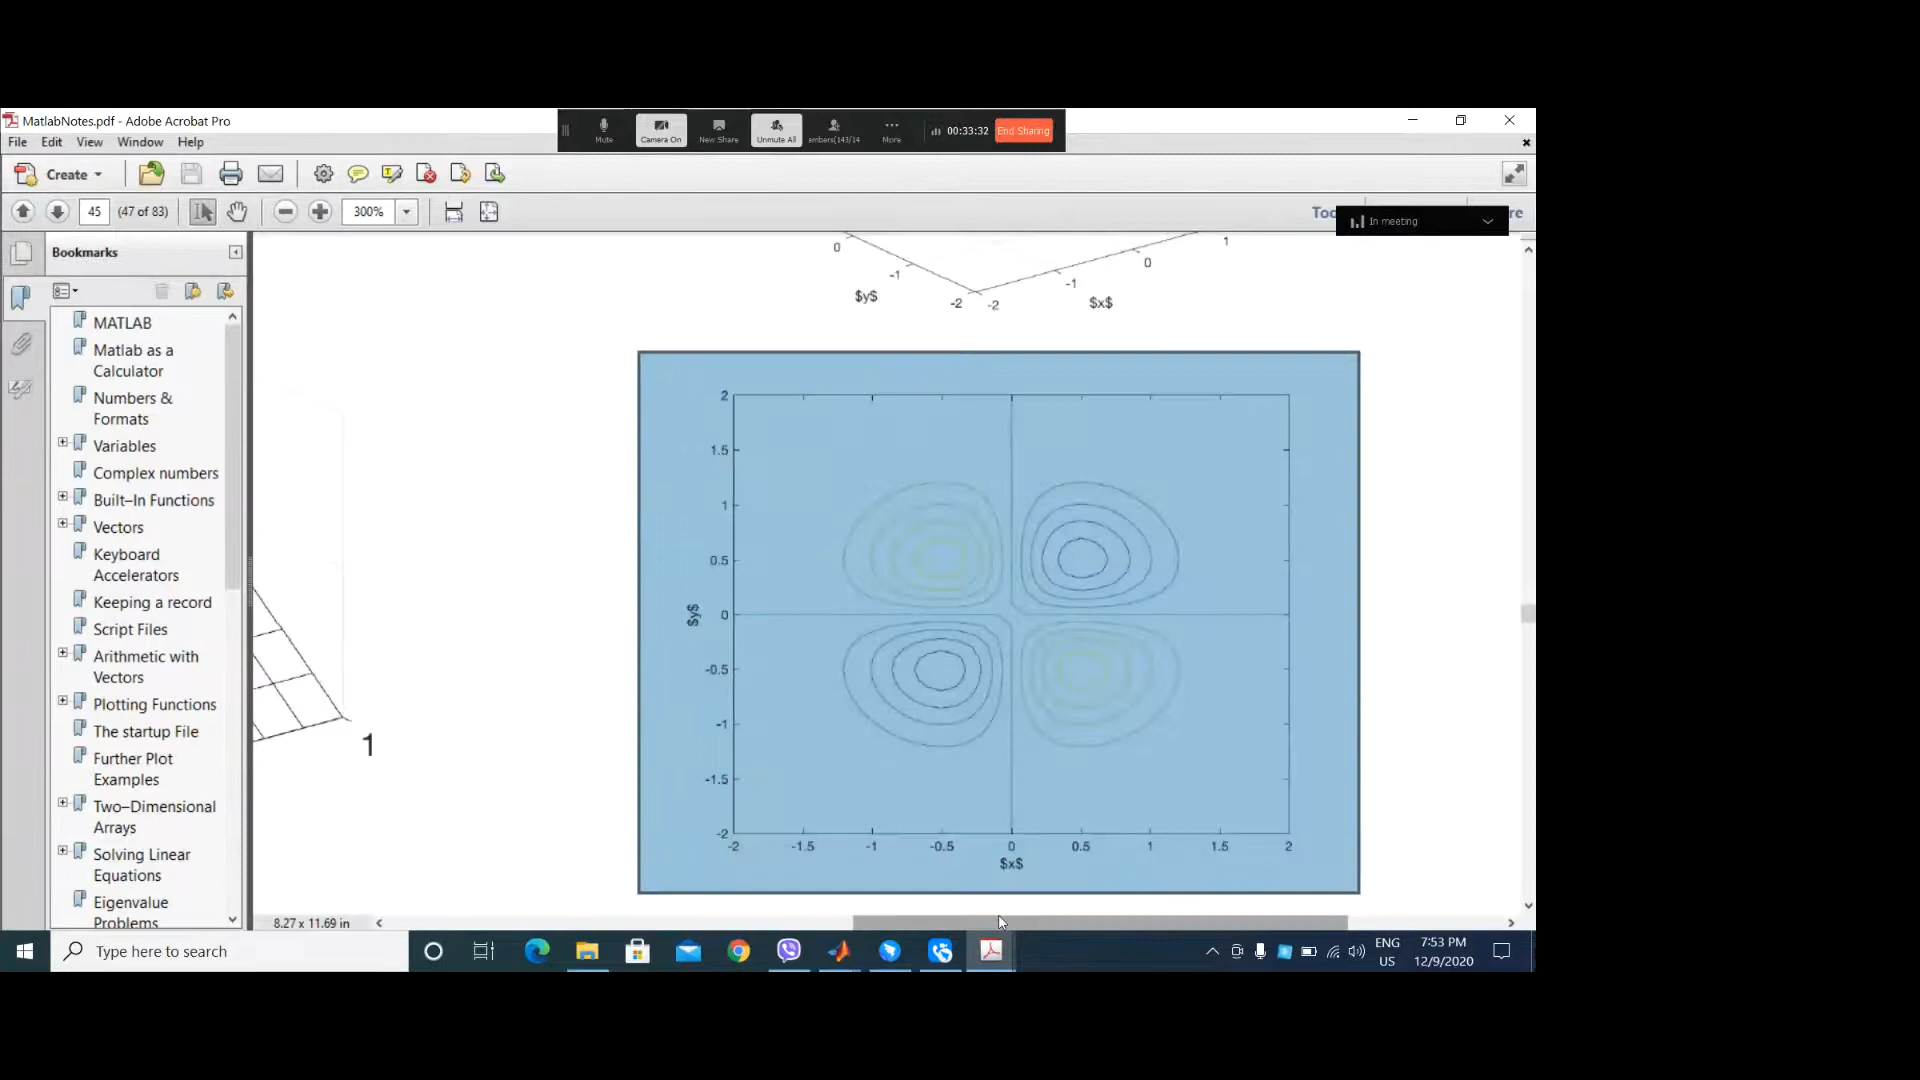 MatlabNotes.pdf - Adobe Acrobat Pro
Mute
Camera On
New Share
Unmute All
embers(143/14
More
00:33:32
End Sharing
File Edit View Window Help
Create
45 (47 of 83)
300%
Too
re
In meeting
Bookmarks
MATLAB
Matlab as a
Calculator
Numbers &
Formats
Variables
Complex numbers
Built–In Functions
Vectors
Keyboard
Accelerators
Keeping a record
Script Files
Arithmetic with
Vectors
Plotting Functions
The startup File
Further Plot
Examples
Two–Dimensional
Arrays
Solving Linear
Equations
Eigenvalue
Problems
0
-1
$y$
-2
-2
-1
$x$
0
1
1
2
1.5
1
0.5
0
-0.5
-1
-1.5
-2
$y$
-2 -1.5 -1 -0.5 0 0.5 1 1.5 2
$x$
8.27 x 11.69 in
Type here to search
ENG
US
7:53 PM
12/9/2020